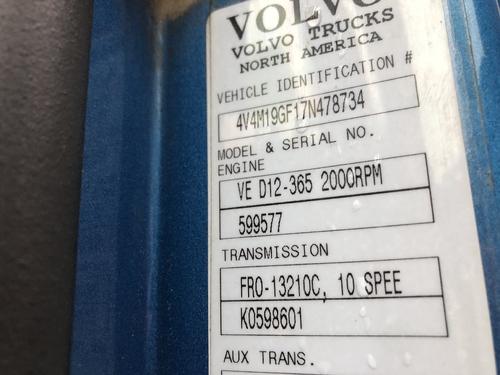 VOLVO
VOLVO TRUCKS
NORTH AMERICA
VEHICLE IDENTIFICATION #
4V4M19GF17N478734
MODEL & SERIAL NO.
ENGINE
VE D12-365 2000RPM
599577
TRANSMISSION
FRO-13210C, 10 SPEE
K0598601
AUX TRANS.